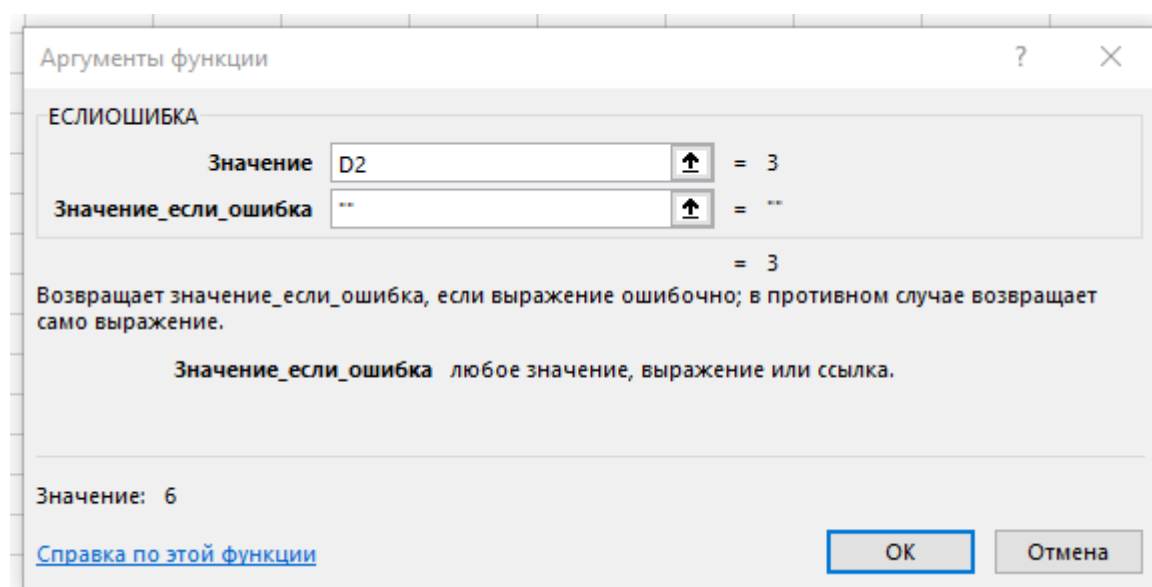 Аргументы функции ? ×
ЕСЛИОШИБКА
Значение D2 = 3
Значение_если_ошибка "" = ""
= 3
Возвращает значение_если_ошибка, если выражение ошибочно; в противном случае возвращает
само выражение.
Значение_если_ошибка любое значение, выражение или ссылка.
Значение: 6
Справка по этой функции ОК Отмена